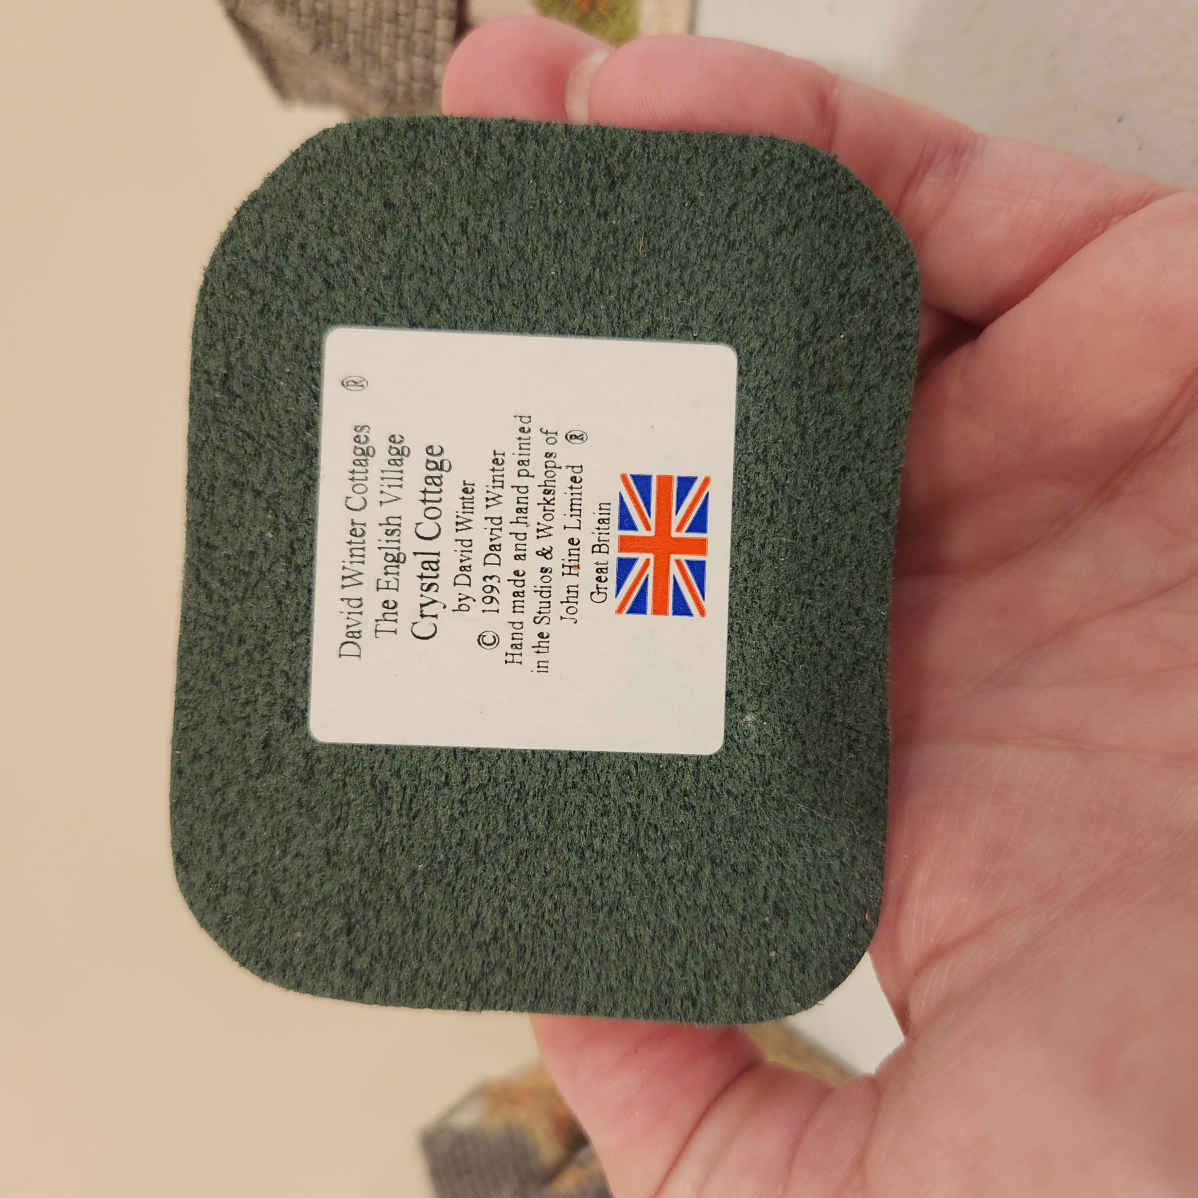 David Winter Cottages ®
The English Village
Crystal Cottage
by David Winter
© 1993 David Winter
Hand made and hand painted
in the Studios & Workshops of
John Hine Limited ®
Great Britain